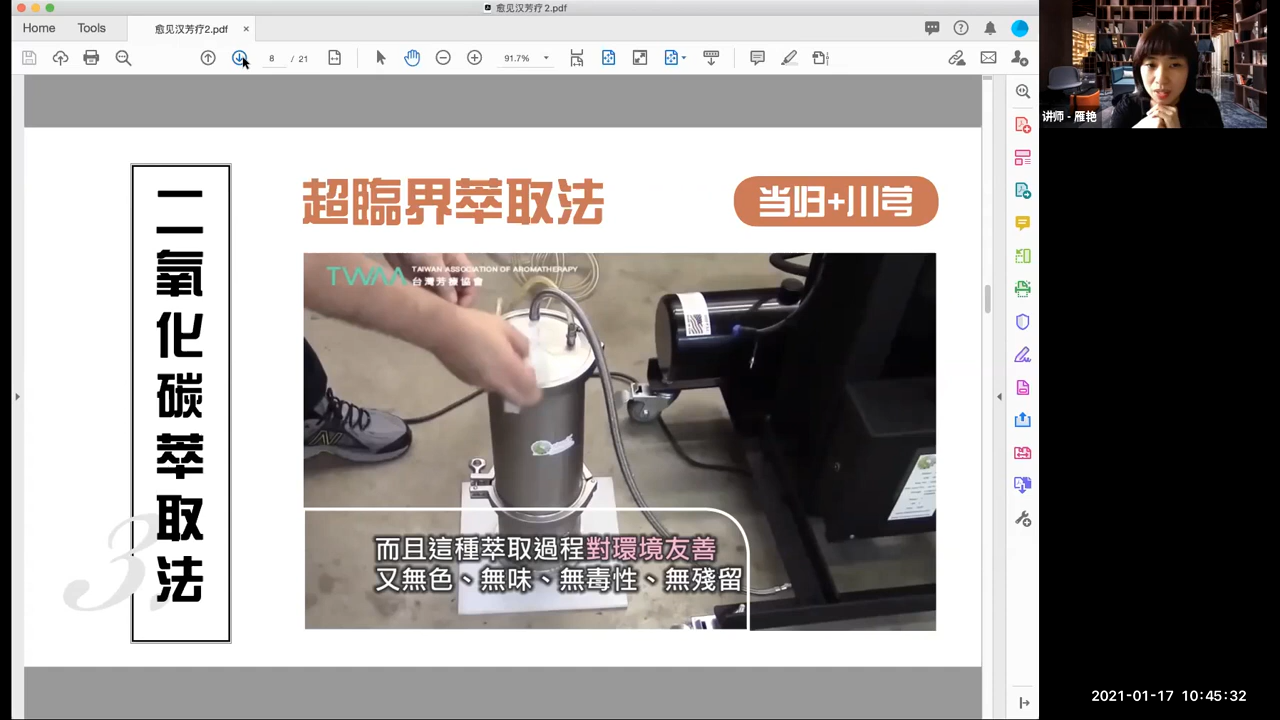 愈见汉芳疗2.pdf
Home
Tools
愈见汉芳疗2.pdf
×
8 / 21
91.7%
讲师 - 雁艳
二氧化碳萃取法
3.
超臨界萃取法
当归+川芎
TWAA
TAIWAN ASSOCIATION OF AROMATHERAPY
台灣芳療協會
而且這種萃取過程對環境友善
又無色、無味、無毒性、無殘留
2021-01-17 10:45:32